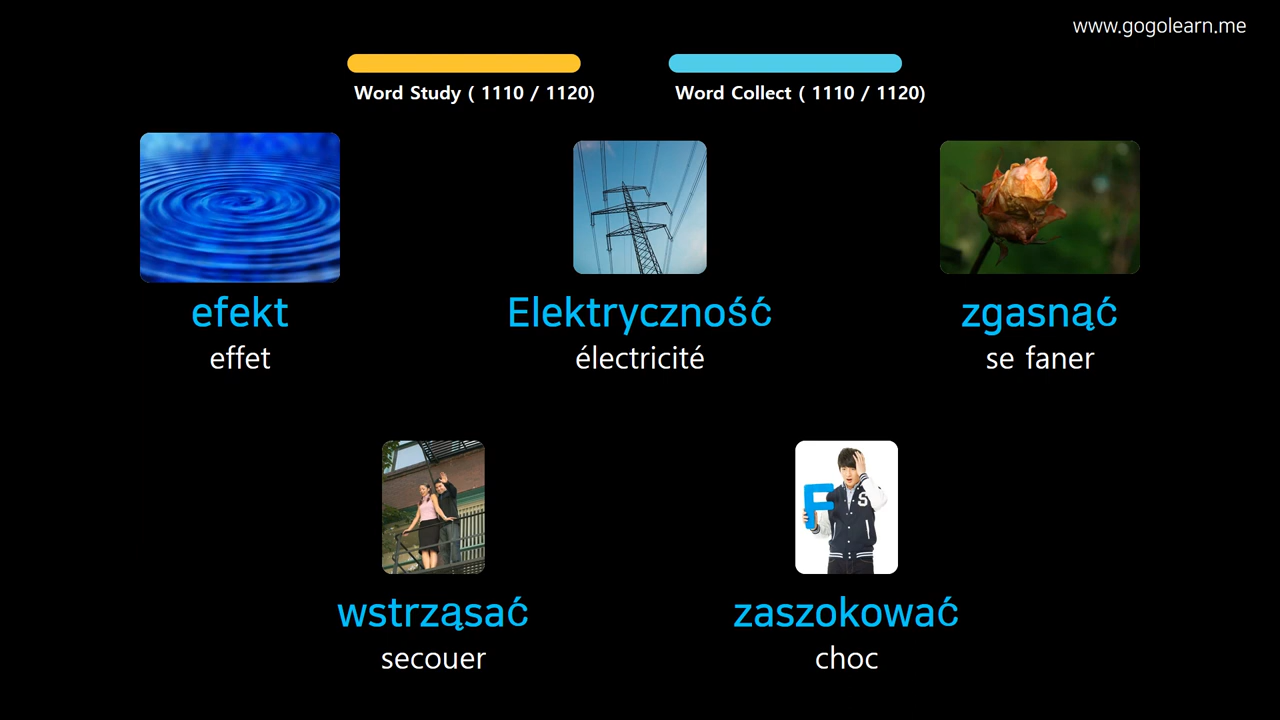 www.gogolearn.me
Word Study ( 1110 / 1120)
Word Collect ( 1110 / 1120)
efekt
effet
Elektryczność
électricité
zgasnąć
se faner
wstrząsać
secouer
F
S
zaszokować
choc